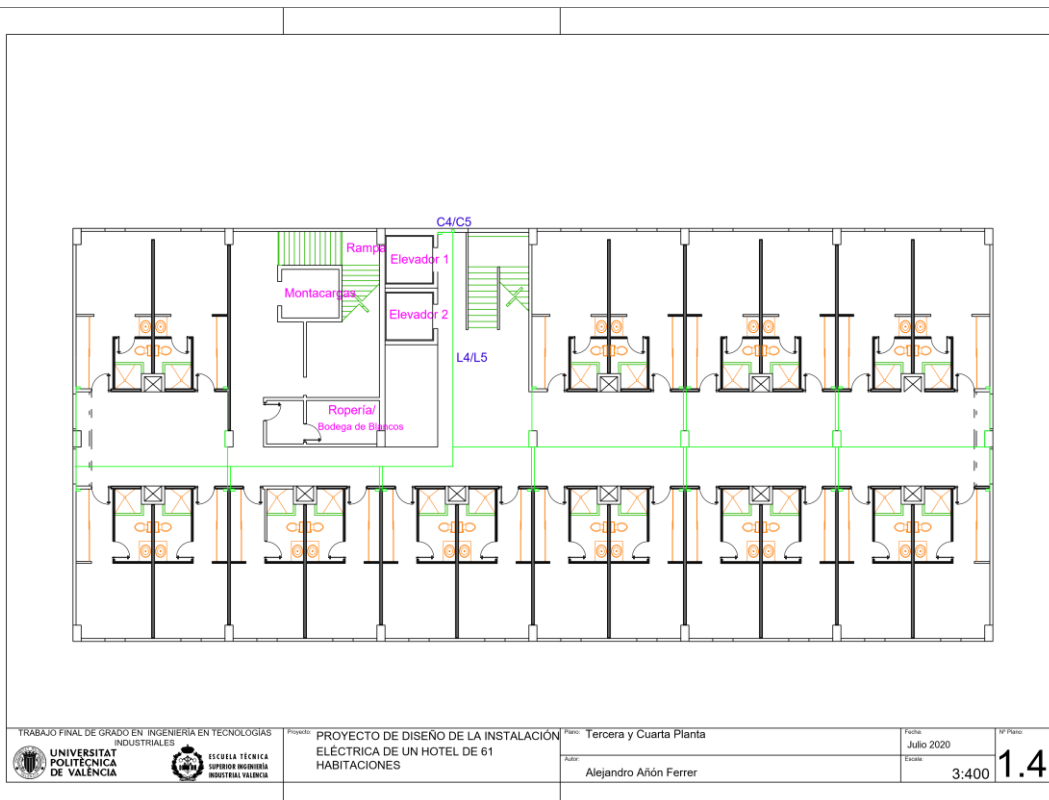 C4/C5
Rampa
Elevador 1
Montacargas
Elevador 2
L4/L5
Ropería/
Bodega de Blancos
TRABAJO FINAL DE GRADO EN INGENIERÍA EN TECNOLOGÍAS
INDUSTRIALES
UNIVERSITAT
POLITÈCNICA
DE VALÈNCIA
ESCUELA TÉCNICA
SUPERIOR INGENIERÍA
INDUSTRIAL VALENCIA
Proyecto:
PROYECTO DE DISEÑO DE LA INSTALACIÓN
ELÉCTRICA DE UN HOTEL DE 61
HABITACIONES
Plano:
Tercera y Cuarta Planta
Autor:
Alejandro Añón Ferrer
Fecha
Julio 2020
Escala:
3:400
Nº Plano:
1.4